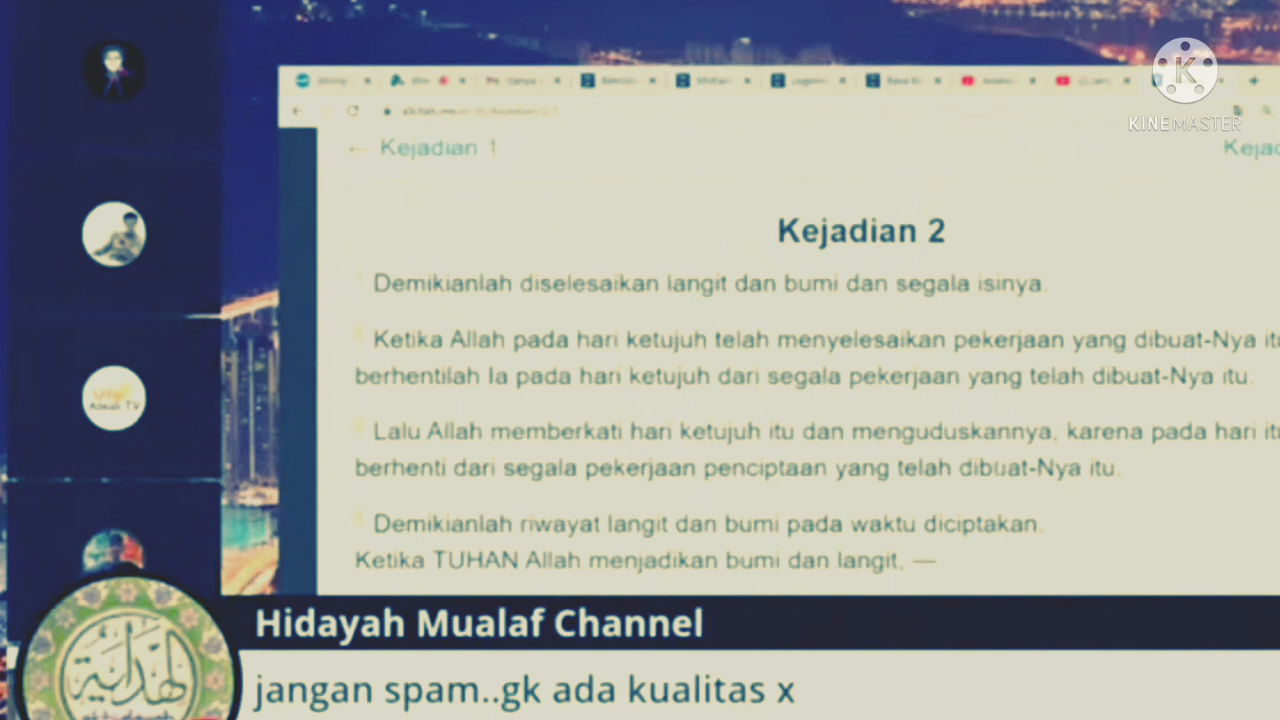 KINEMASTER
Kejadian 1
Kejadian 2
Demikianlah diselesaikan langit dan bumi dan segala isinya.
Ketika Allah pada hari ketujuh telah menyelesaikan pekerjaan yang dibuat-Nya itu
berhentilah Ia pada hari ketujuh dari segala pekerjaan yang telah dibuat-Nya itu.
Lalu Allah memberkati hari ketujuh itu dan menguduskannya, karena pada hari itu
berhenti dari segala pekerjaan penciptaan yang telah dibuat-Nya itu.
Demikianlah riwayat langit dan bumi pada waktu diciptakan.
Ketika TUHAN Allah menjadikan bumi dan langit, —
Hidayah Mualaf Channel
jangan spam..gk ada kualitas x